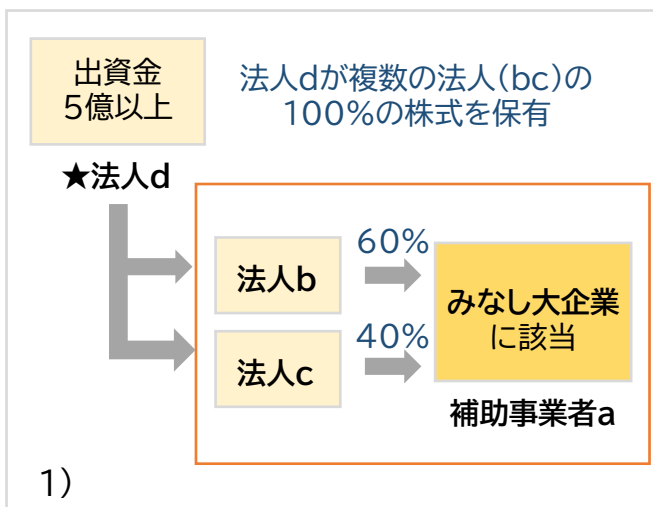 出資金
5億以上
法人dが複数の法人(bc)の
100%の株式を保有
★法人d
法人b
60%
法人c
40%
みなし大企業
に該当
補助事業者a
1)